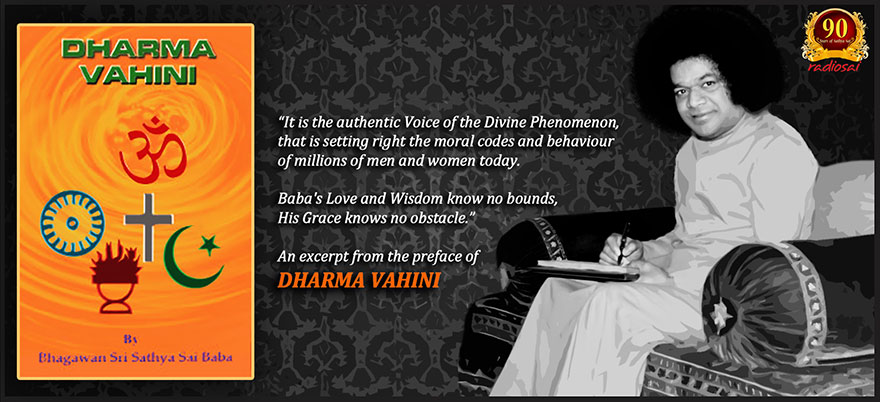 DHARMA
VAHINI
ॐ
By
Bhagawan Sri Sathya Sai Baba
“It is the authentic Voice of the Divine Phenomenon,
that is setting right the moral codes and behaviour
of millions of men and women today.
Baba's Love and Wisdom know no bounds,
His Grace knows no obstacle.”
An excerpt from the preface of
DHARMA VAHINI
90
radiosai